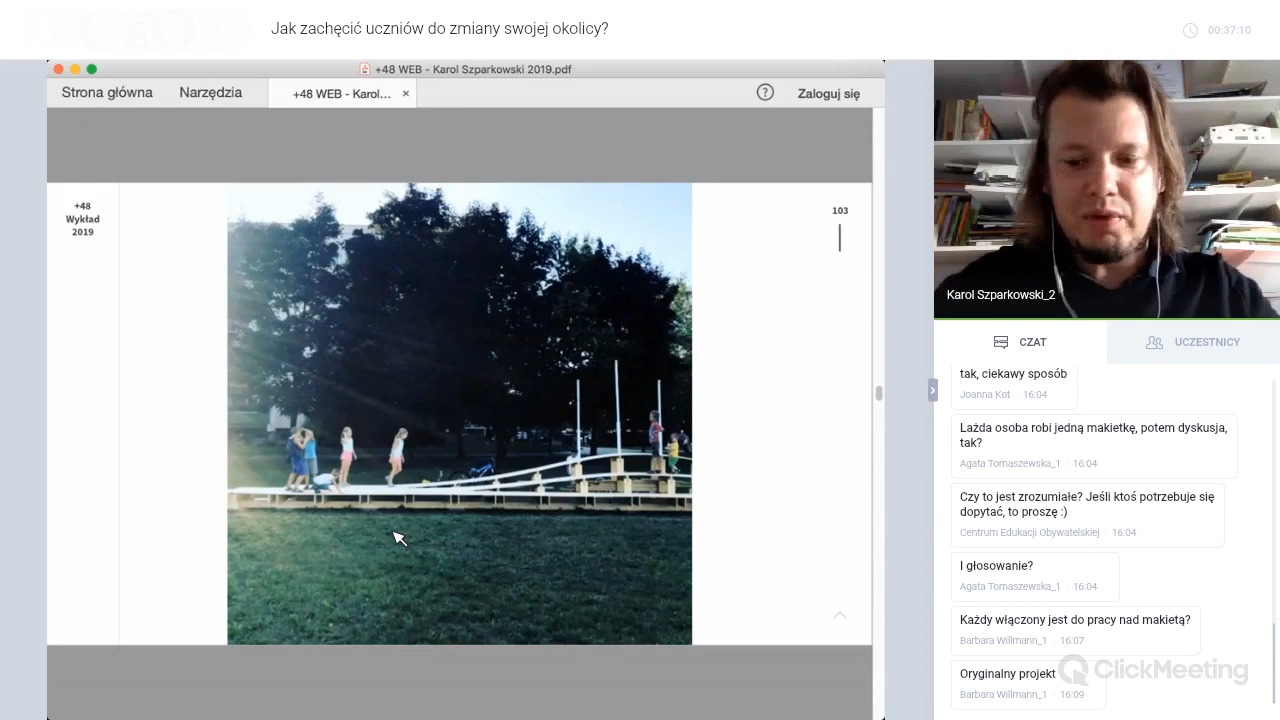 Jak zachęcić uczniów do zmiany swojej okolicy?
00:37:10
+48 WEB - Karol Szparkowski 2019.pdf
Strona główna
Narzędzia
+48 WEB - Karol... ×
?
Zaloguj się
+48
Wykład
2019
103
Karol Szparkowski_2
CZAT
UCZESTNICY
tak, ciekawy sposób
Joanna Kot 16:04
Lażda osoba robi jedną makietkę, potem dyskusja,
tak?
Agata Tomaszewska_1 16:04
Czy to jest zrozumiałe? Jeśli ktoś potrzebuje się
dopytać, to proszę :)
Centrum Edukacji Obywatelskiej 16:04
I głosowanie?
Agata Tomaszewska_1 16:04
Każdy włączony jest do pracy nad makietą?
Barbara Willmann_1 16:07
Oryginalny projekt
Barbara Willmann_1 16:09
ClickMeeting